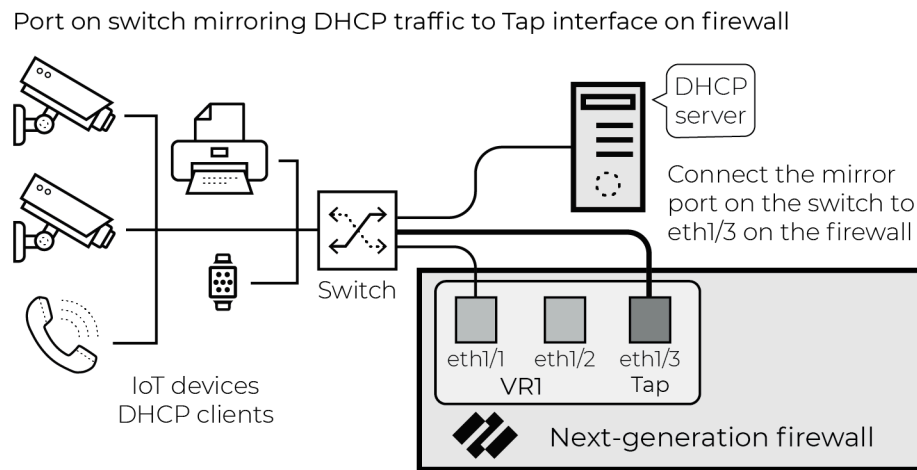 Port on switch mirroring DHCP traffic to Tap interface on firewall
DHCP
server
Connect the mirror
port on the switch to
eth1/3 on the firewall
Switch
eth1/1
eth1/2
eth1/3
VR1
Tap
IoT devices
DHCP clients
Next-generation firewall